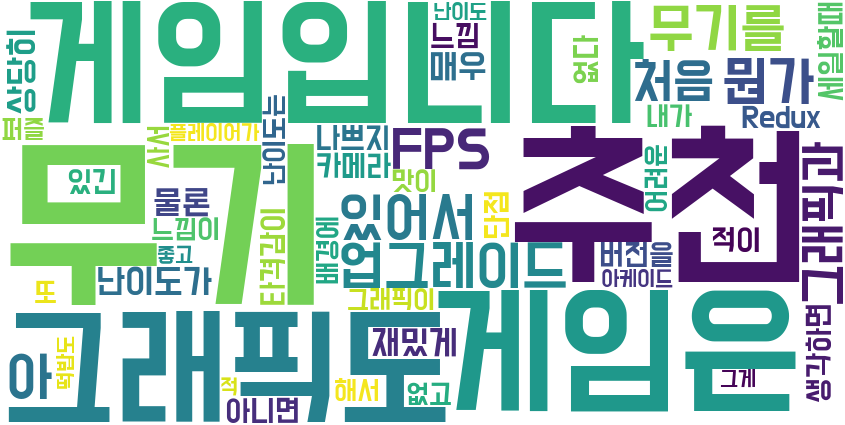 게임입니다
난이도
느낌
매우
없다
무기를
세일할때
상당히
처음
뭔가
내가
Redux
퍼즐
서서
플레이어가
난이도는
나쁘지
카메라
FPS
추천
무기
있긴
물론
느낌이
좋고
맛이
있어서
단점
어려운
그래픽과
적이
타격감이
배경에
업그레이드
버전을
아케이드
또
난이도가
그래픽이
게임은
그래픽도
재밌게
생각하면
아
떡밥도
적
아니면
해서
없고
그게